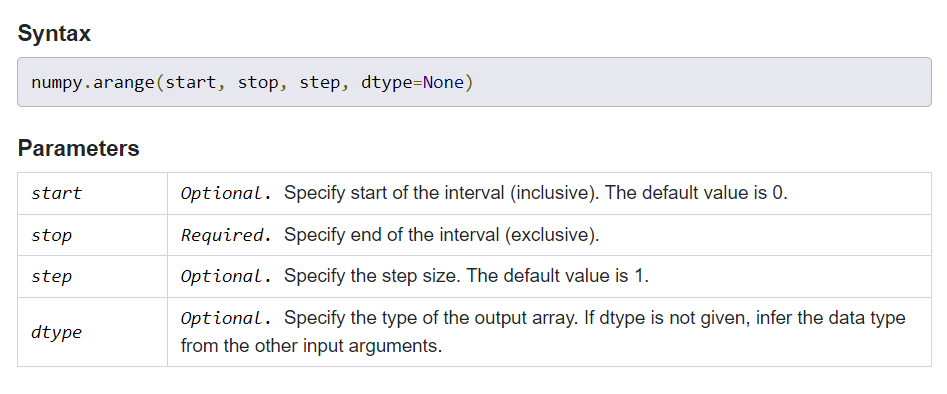 Syntax
numpy.arange(start, stop, step, dtype=None)
Parameters
start Optional. Specify start of the interval (inclusive). The default value is 0.
stop Required. Specify end of the interval (exclusive).
step Optional. Specify the step size. The default value is 1.
dtype Optional. Specify the type of the output array. If dtype is not given, infer the data type
from the other input arguments.